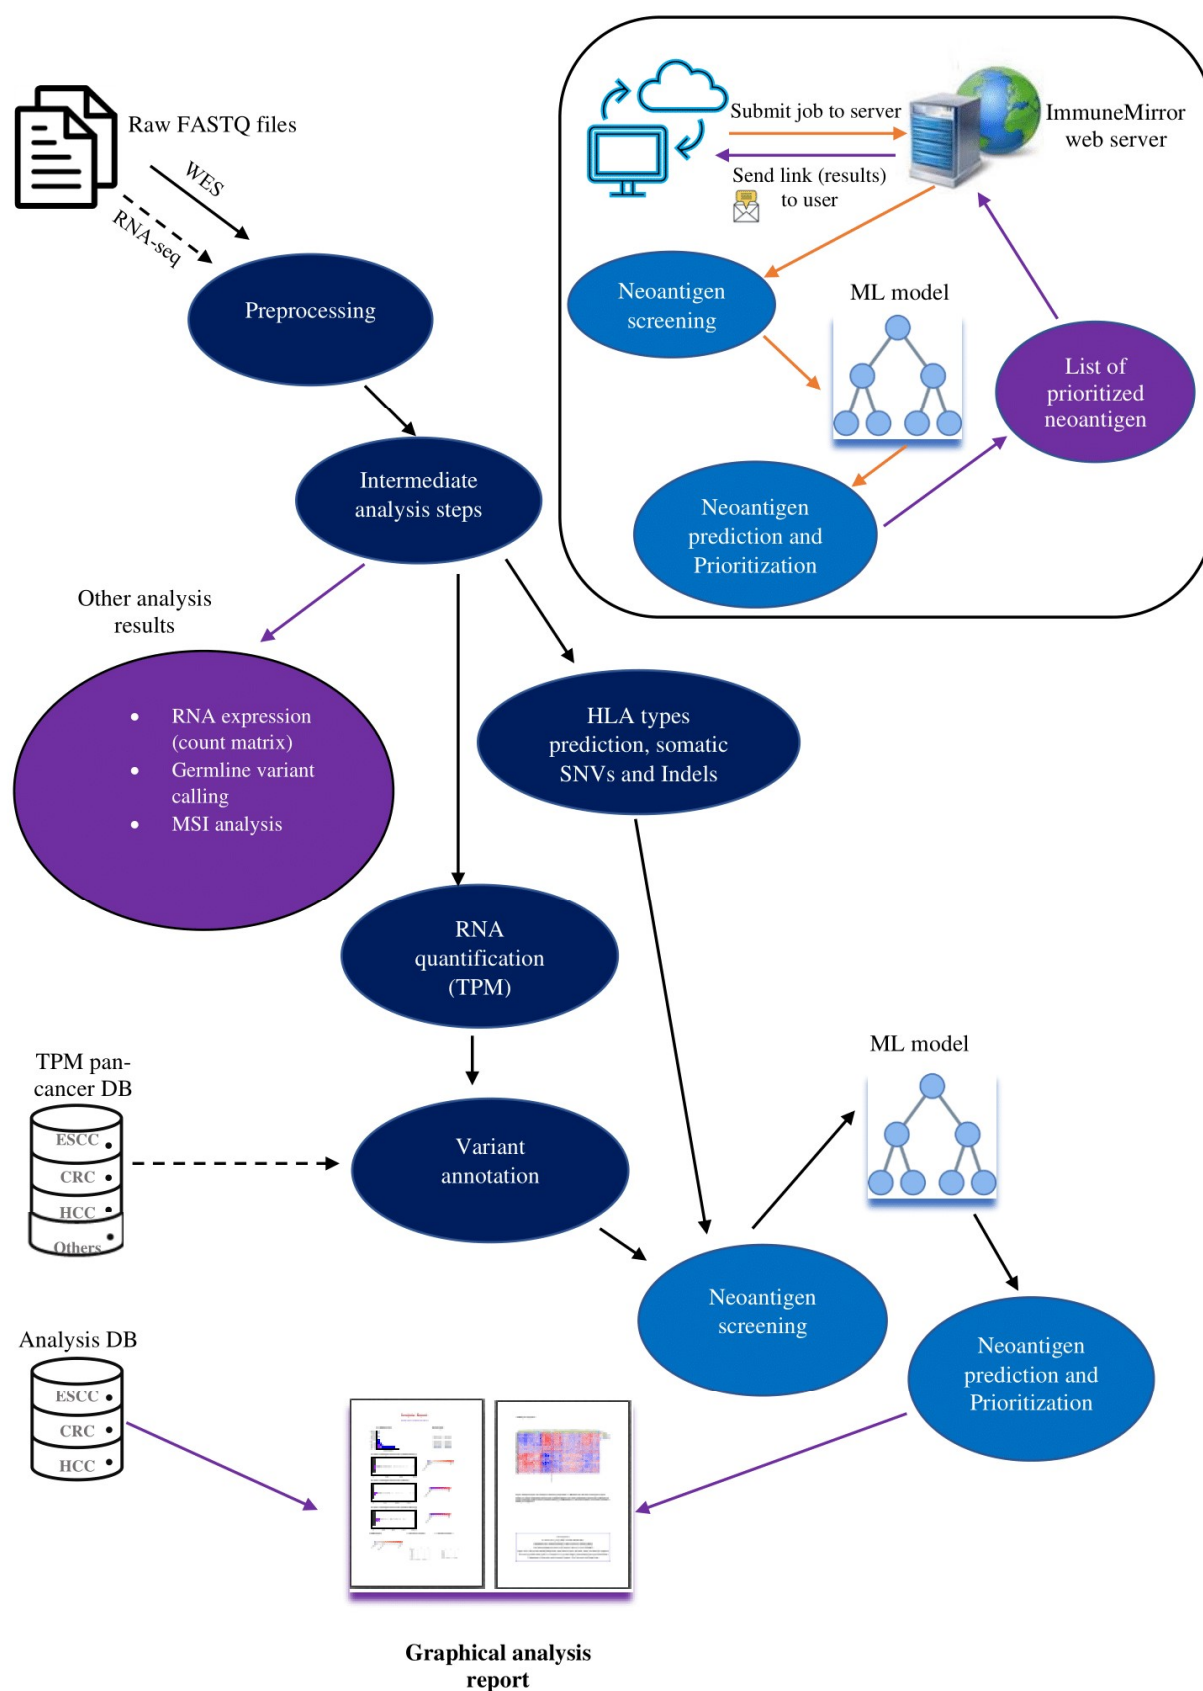 Raw FASTQ files
WES
RNA-seq
Preprocessing
Intermediate
analysis steps
Other analysis
results
• RNA expression
(count matrix)
• Germline variant
calling
• MSI analysis
HLA types
prediction, somatic
SNVs and Indels
RNA
quantification
(TPM)
TPM pan-
cancer DB
ESCC
CRC
HCC
Others
Variant
annotation
ML model
Neoantigen
screening
Neoantigen
prediction and
Prioritization
Analysis DB
ESCC
CRC
HCC
Graphical analysis
report
Submit job to server
Send link (results)
to user
ImmuneMirror
web server
Neoantigen
screening
ML model
Neoantigen
prediction and
Prioritization
List of
prioritized
neoantigen